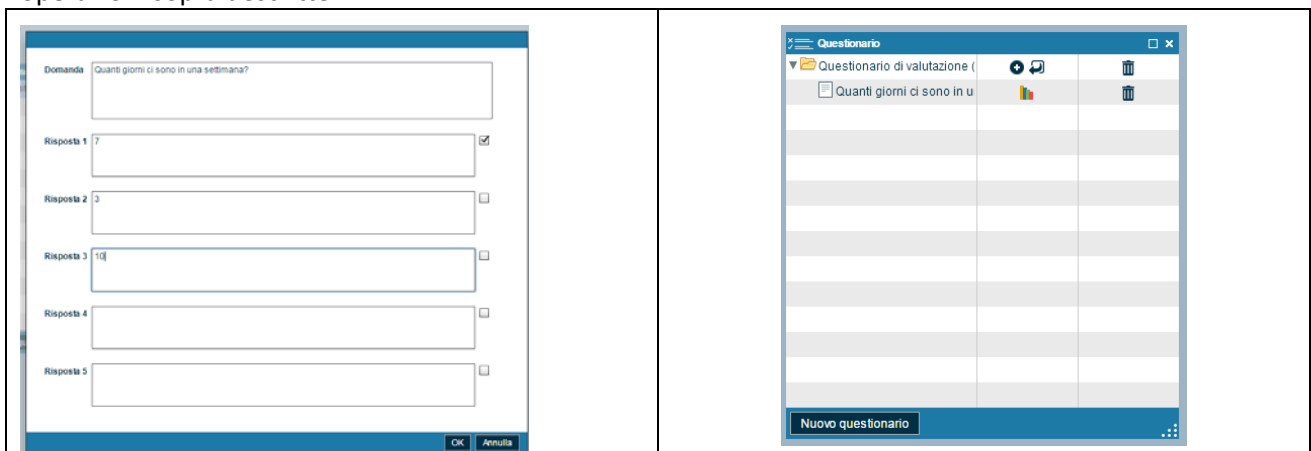 Domanda Quanti giorni ci sono in una settimana?
Risposta 1 7
Risposta 2 3
Risposta 3 10
Risposta 4
Risposta 5
OK Annulla
Questionario
Questionario di valutazione (
Quanti giorni ci sono in u
Nuovo questionario